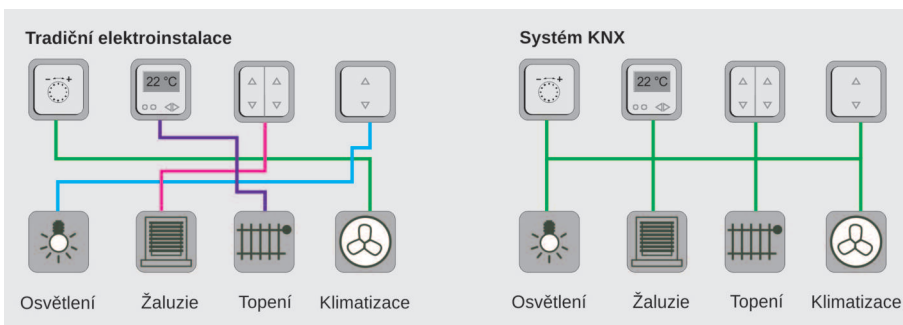 Tradiční elektroinstalace
Systém KNX
- +
22 °C
- +
22 °C
Osvětlení
Žaluzie
Topení
Klimatizace
Osvětlení
Žaluzie
Topení
Klimatizace